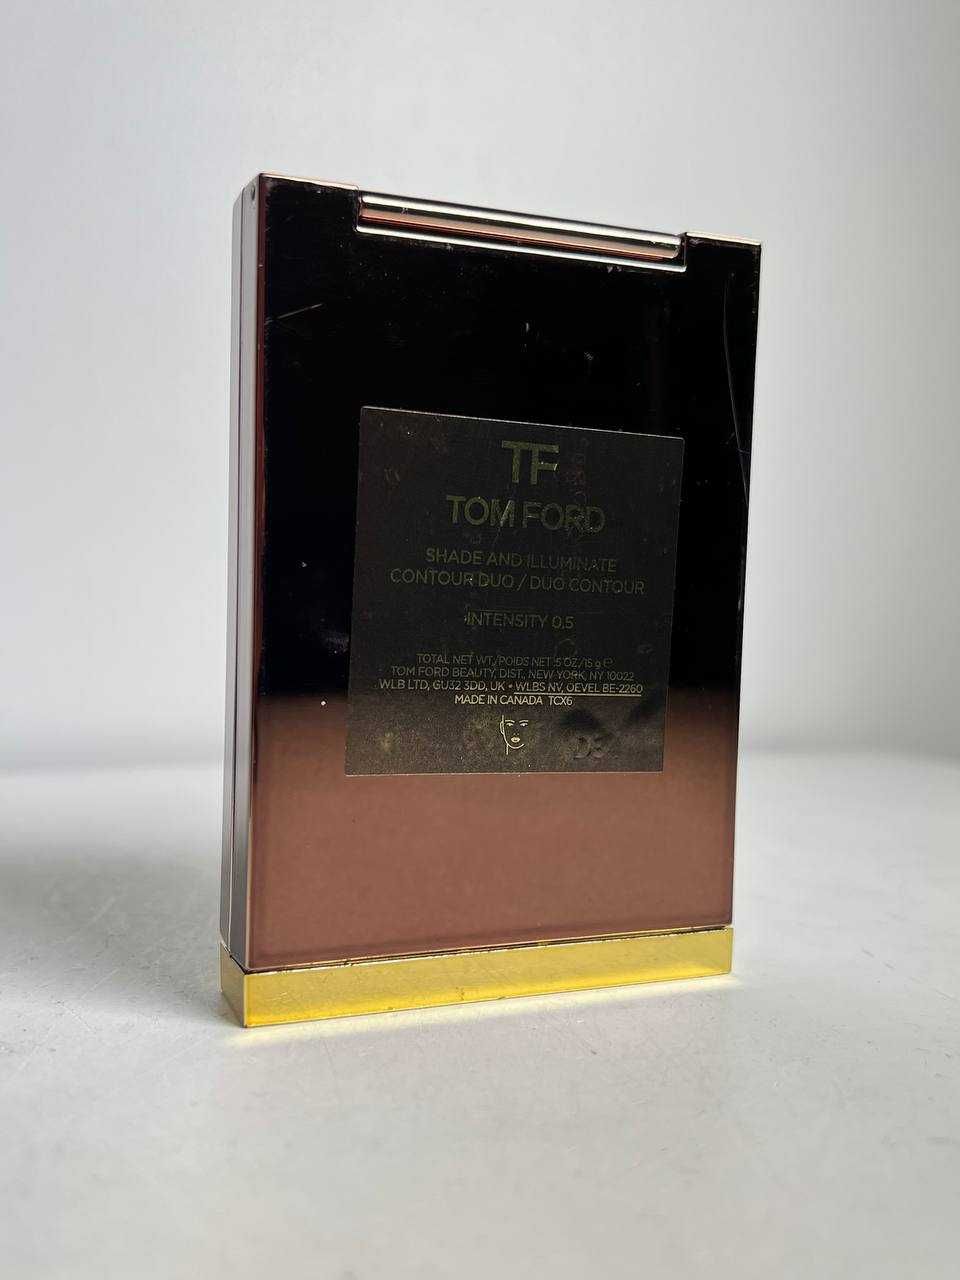 TF
TOM FORD
SHADE AND ILLUMINATE
CONTOUR DUO / DUO CONTOUR
INTENSITY 0.5
TOTAL NET WT./POIDS NET .5 OZ./15 g ℮
TOM FORD BEAUTY, DIST. NEW YORK, NY 10022
WLB LTD, GU32 3DD, UK • WLBS NV, OEVEL BE-2260
MADE IN CANADA TCX6
D3